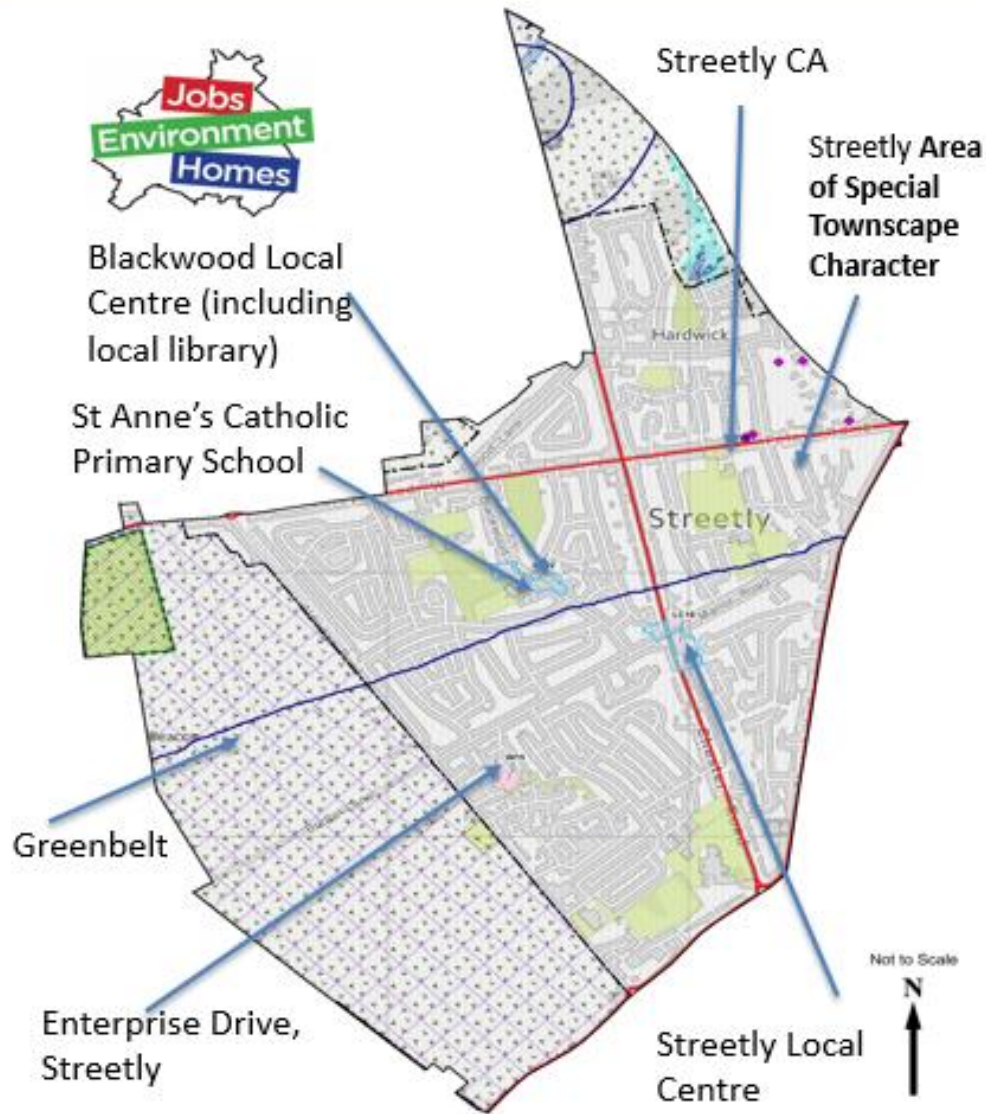 Jobs
Environment
Homes
Streetly CA
Streetly Area
of Special
Townscape
Character
Blackwood Local
Centre (including
local library)
St Anne’s Catholic
Primary School
Hardwick
Streetly
Greenbelt
Enterprise Drive,
Streetly
Streetly Local
Centre
Not to Scale
N